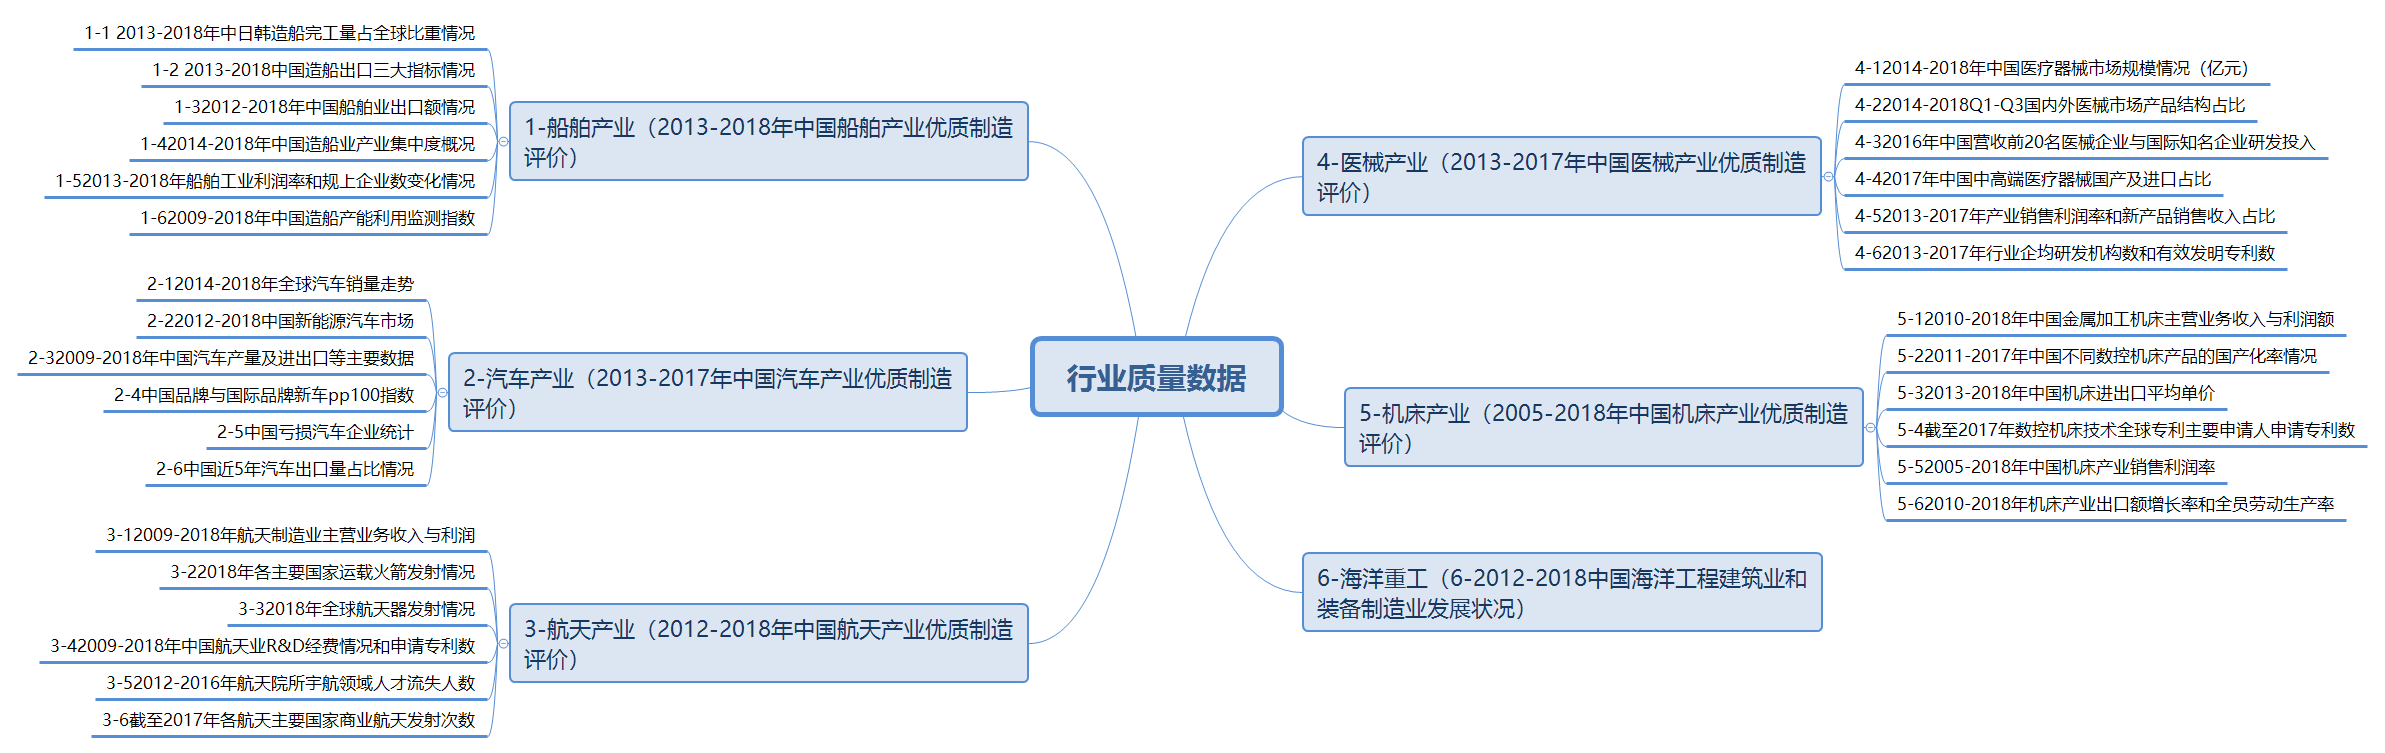 行业质量数据
1-船舶产业（2013-2018年中国船舶产业优质制造
评价）
1-1 2013-2018年中日韩造船完工量占全球比重情况
1-2 2013-2018中国造船出口三大指标情况
1-32012-2018年中国船舶业出口额情况
1-42014-2018年中国造船业产业集中度概况
1-52013-2018年船舶工业利润率和规上企业数变化情况
1-62009-2018年中国造船产能利用监测指数
2-汽车产业（2013-2017年中国汽车产业优质制造
评价）
2-12014-2018年全球汽车销量走势
2-22012-2018中国新能源汽车市场
2-32009-2018年中国汽车产量及进出口等主要数据
2-4中国品牌与国际品牌新车pp100指数
2-5中国亏损汽车企业统计
2-6中国近5年汽车出口量占比情况
3-航天产业（2012-2018年中国航天产业优质制造
评价）
3-12009-2018年航天制造业主营业务收入与利润
3-22018年各主要国家运载火箭发射情况
3-32018年全球航天器发射情况
3-42009-2018年中国航天业R&D经费情况和申请专利数
3-52012-2016年航天院所宇航领域人才流失人数
3-6截至2017年各航天主要国家商业航天发射次数
4-医械产业（2013-2017年中国医械产业优质制造
评价）
4-12014-2018年中国医疗器械市场规模情况（亿元）
4-22014-2018Q1-Q3国内外医械市场产品结构占比
4-32016年中国营收前20名医械企业与国际知名企业研发投入
4-42017年中国中高端医疗器械国产及进口占比
4-52013-2017年产业销售利润率和新产品销售收入占比
4-62013-2017年行业企均研发机构数和有效发明专利数
5-机床产业（2005-2018年中国机床产业优质制造
评价）
5-12010-2018年中国金属加工机床主营业务收入与利润额
5-22011-2017年中国不同数控机床产品的国产化率情况
5-32013-2018年中国机床进出口平均单价
5-4截至2017年数控机床技术全球专利主要申请人申请专利数
5-52005-2018年中国机床产业销售利润率
5-62010-2018年机床产业出口额增长率和全员劳动生产率
6-海洋重工（6-2012-2018中国海洋工程建筑业和
装备制造业发展状况）